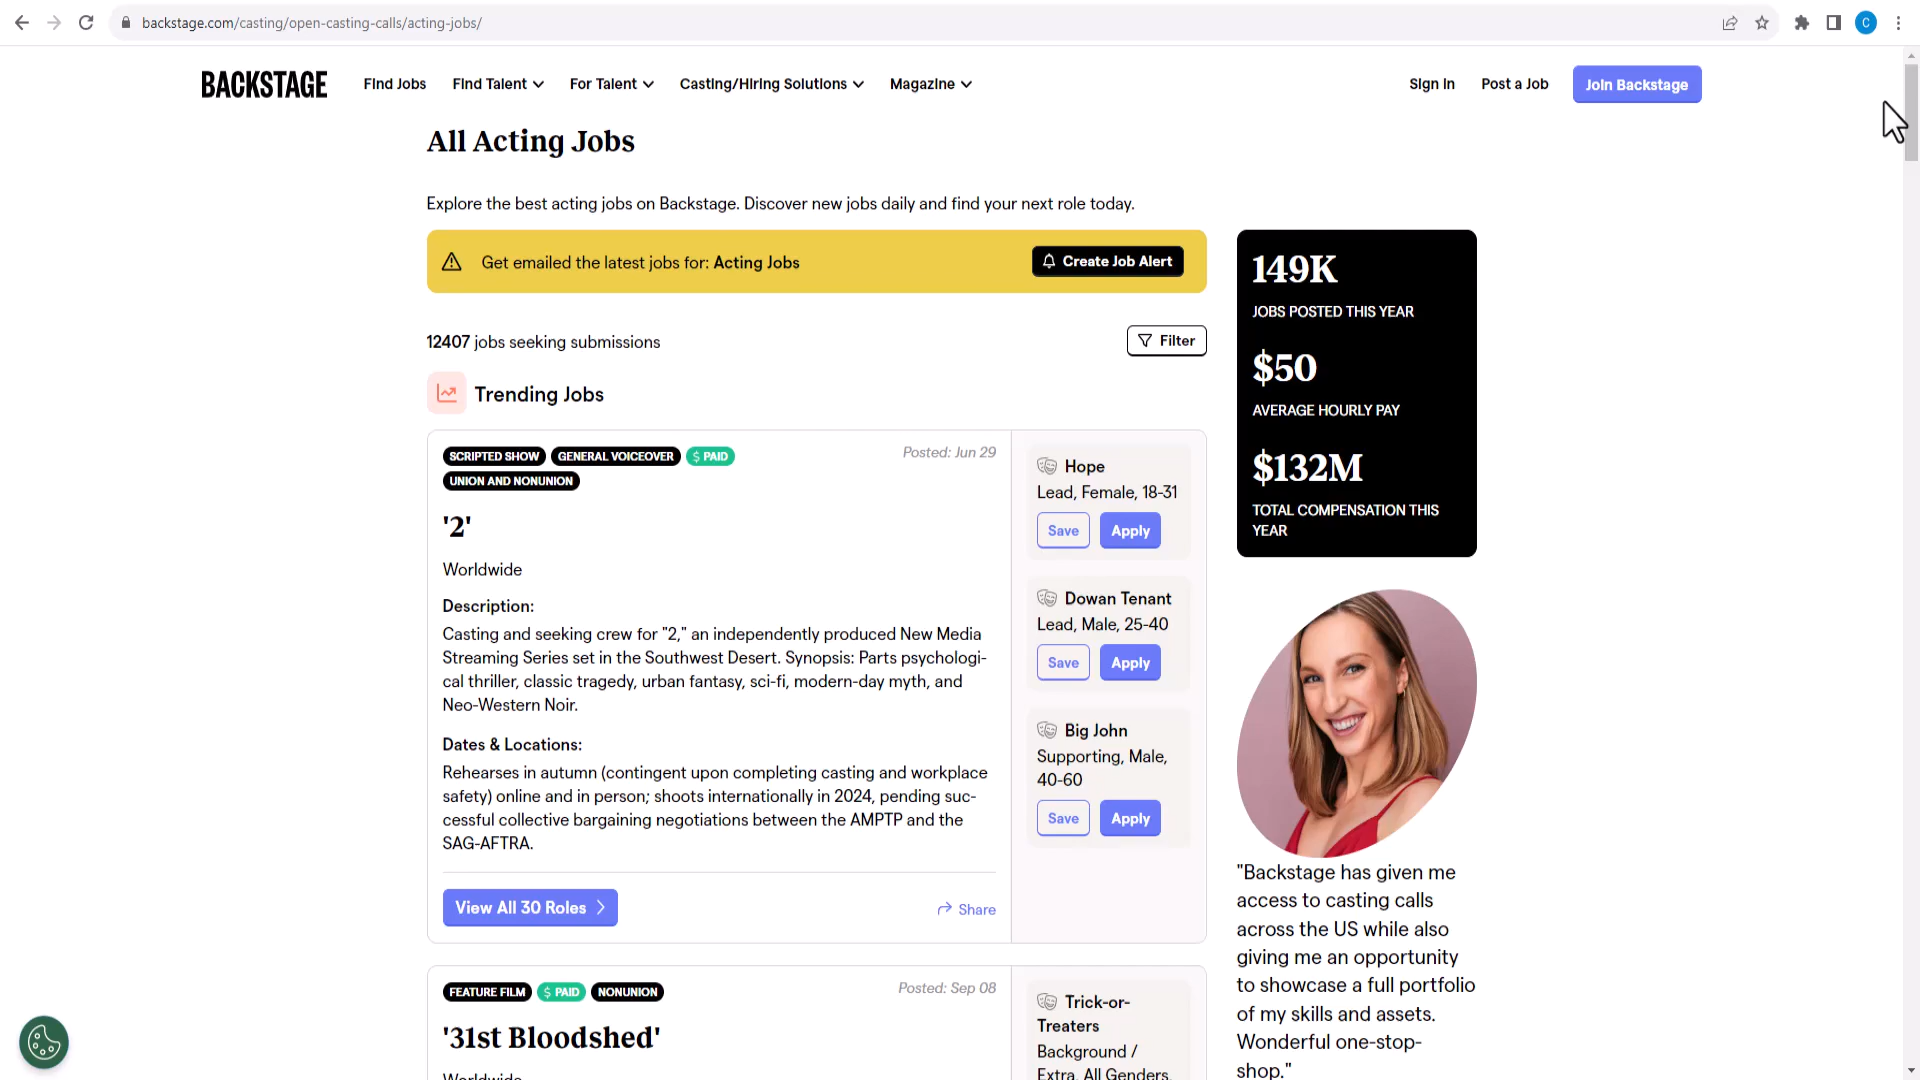 backstage.com/casting/open-casting-calls/acting-jobs/
C
BACKSTAGE
Find Jobs
Find Talent
For Talent
Casting/Hiring Solutions
Magazine
Sign In
Post a Job
Join Backstage
All Acting Jobs
Explore the best acting jobs on Backstage. Discover new jobs daily and find your next role today.
Get emailed the latest jobs for: Acting Jobs
Create Job Alert
12407 jobs seeking submissions
Filter
Trending Jobs
SCRIPTED SHOW
GENERAL VOICEOVER
$ PAID
UNION AND NONUNION
Posted: Jun 29
'2'
Worldwide
Description:
Casting and seeking crew for "2," an independently produced New Media
Streaming Series set in the Southwest Desert. Synopsis: Parts psychologi-
cal thriller, classic tragedy, urban fantasy, sci-fi, modern-day myth, and
Neo-Western Noir.
Dates & Locations:
Rehearses in autumn (contingent upon completing casting and workplace
safety) online and in person; shoots internationally in 2024, pending suc-
cessful collective bargaining negotiations between the AMPTP and the
SAG-AFTRA.
View All 30 Roles
Share
Hope
Lead, Female, 18-31
Save
Apply
Dowan Tenant
Lead, Male, 25-40
Save
Apply
Big John
Supporting, Male,
40-60
Save
Apply
FEATURE FILM
$ PAID
NONUNION
Posted: Sep 08
'31st Bloodshed'
Worldwide
Trick-or-
Treaters
Background /
Extra, All Genders,
149K
JOBS POSTED THIS YEAR
$50
AVERAGE HOURLY PAY
$132M
TOTAL COMPENSATION THIS
YEAR
"Backstage has given me
access to casting calls
across the US while also
giving me an opportunity
to showcase a full portfolio
of my skills and assets.
Wonderful one-stop-
shop."